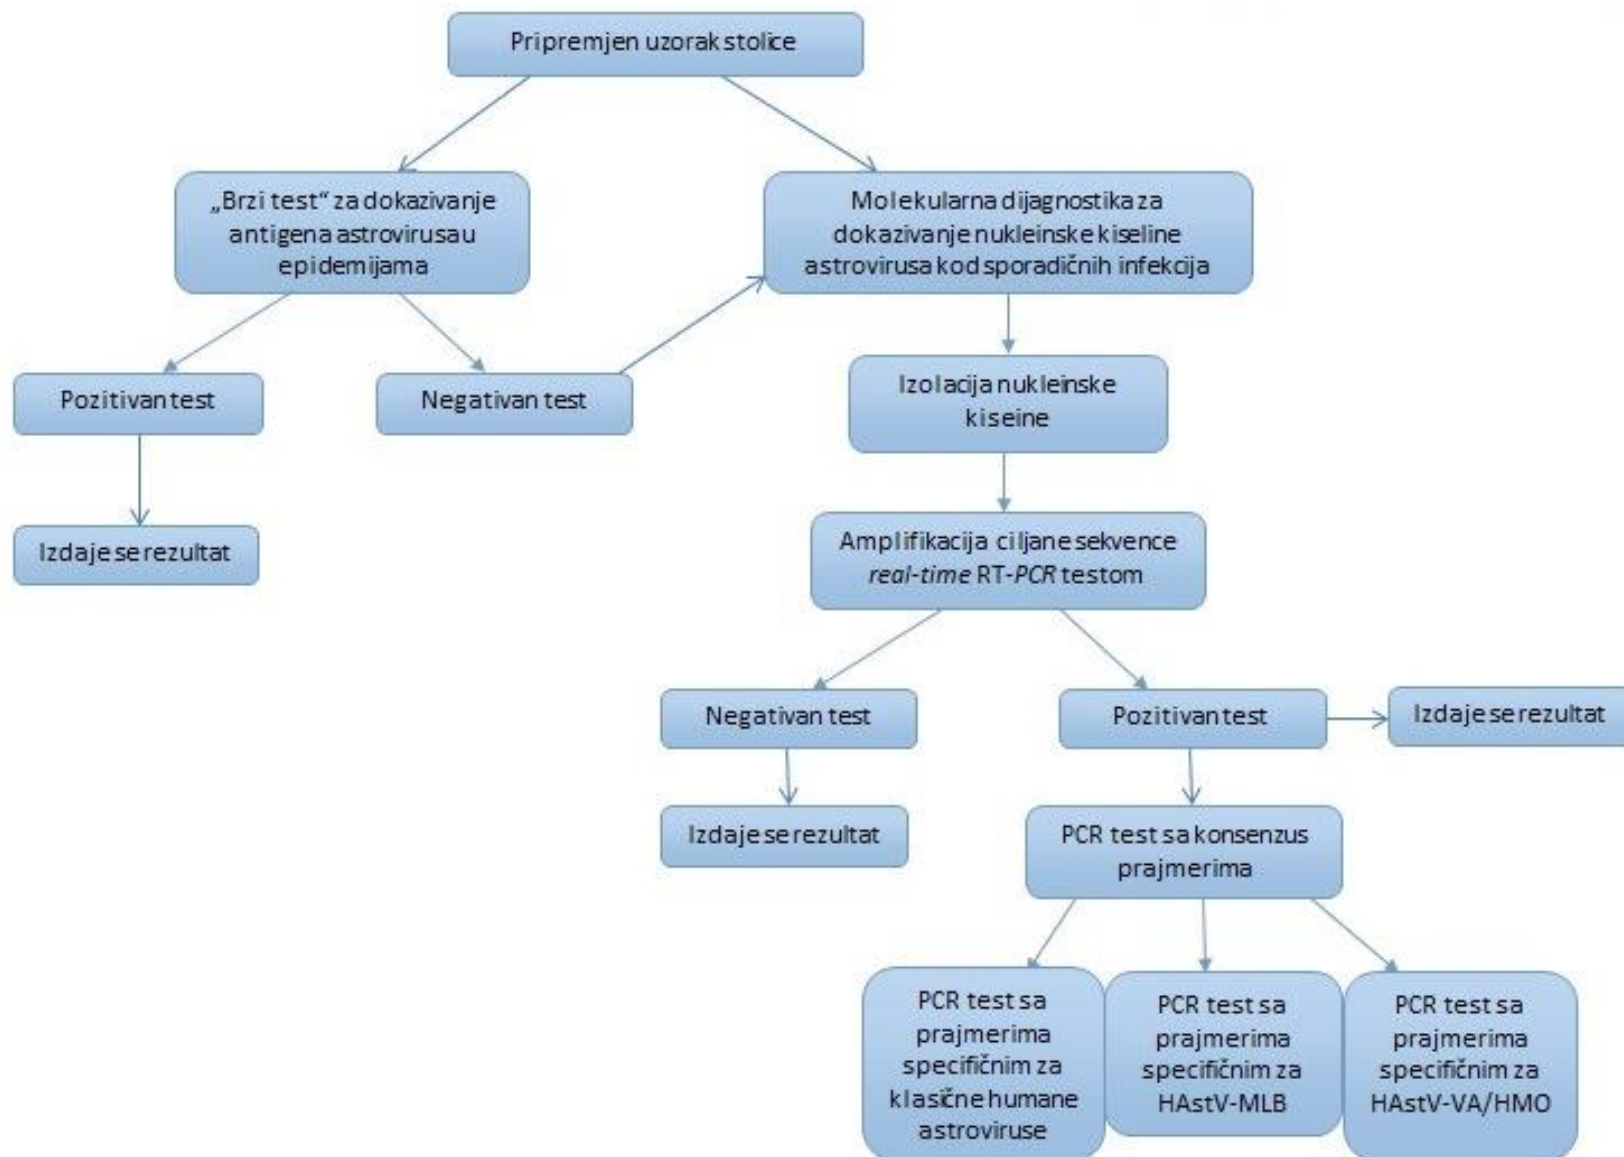 Pripremjen uzorak stolice
„Brzi test“ za dokazivanje
antigena astrovirusa u
epidemijama
Molekularna dijagnostika za
dokazivanje nukleinske kiseline
astrovirusa kod sporadičnih infekcija
Pozitivan test
Negativan test
Izolacija nukleinske
kiseine
Izdaje se rezultat
Amplifikacija ciljane sekvence
real-time RT-PCR testom
Negativan test
Pozitivan test
Izdaje se rezultat
Izdaje se rezultat
PCR test sa konsenzus
prajmerima
PCR test sa
prajmerima
specifičnim za
klasične humane
astroviruse
PCR test sa
prajmerima
specifičnim za
HAstV-MLB
PCR test sa
prajmerima
specifičnim za
HAstV-VA/HMO